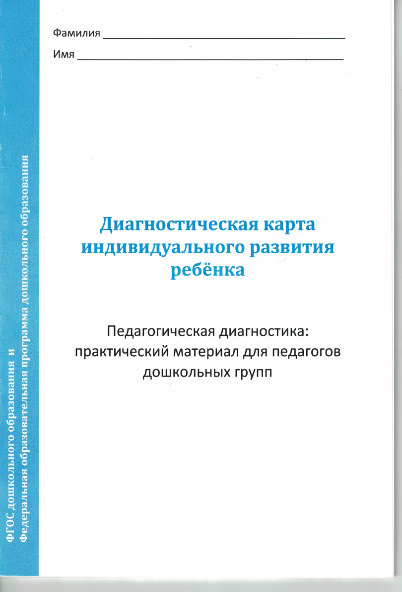 Фамилия
Имя
Диагностическая карта
индивидуального развития
ребёнка
Педагогическая диагностика:
практический материал для педагогов
дошкольных групп
ФГОС дошкольного образования и
Федеральная образовательная программа дошкольного образования